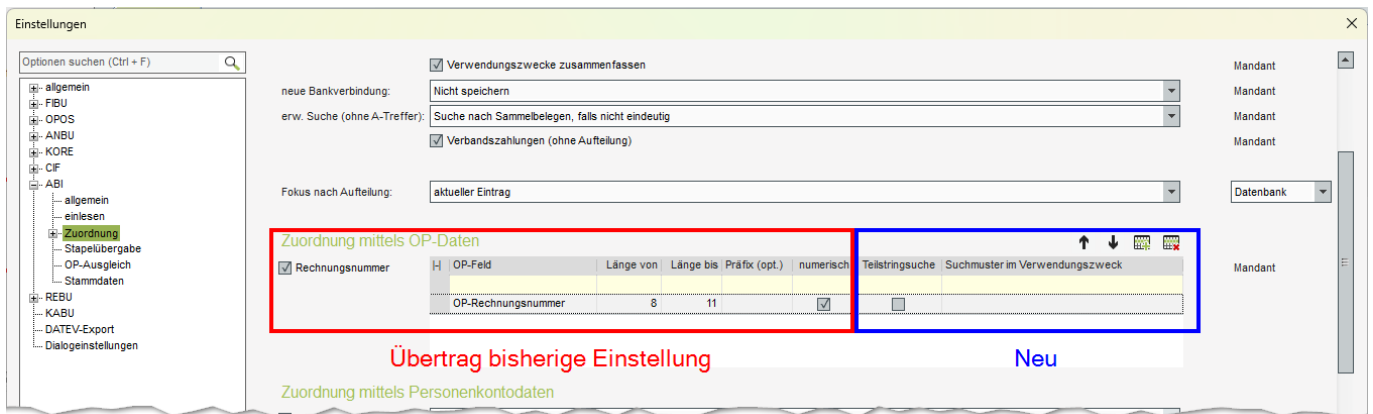 Einstellungen
Optionen suchen (Ctrl + F)
allgemein
FIBU
OPOS
ANBU
KORE
CIF
ABI
allgemein
einlesen
Zuordnung
Stapelübergabe
OP-Ausgleich
Stammdaten
REBU
KABU
DATEV-Export
Dialogeinstellungen
Verwendungszwecke zusammenfassen Mandant
neue Bankverbindung: Nicht speichern Mandant
erw. Suche (ohne A-Treffer): Suche nach Sammelbelegen, falls nicht eindeutig Mandant
Verbandszahlungen (ohne Aufteilung) Mandant
Fokus nach Aufteilung: aktueller Eintrag Datenbank
Zuordnung mittels OP-Daten
Rechnungsnummer OP-Feld Länge von Länge bis Präfix (opt.) numerisch Teilstringsuche Suchmuster im Verwendungszweck Mandant
OP-Rechnungsnummer 8 11
Übertrag bisherige Einstellung Neu
Zuordnung mittels Personenkontodaten